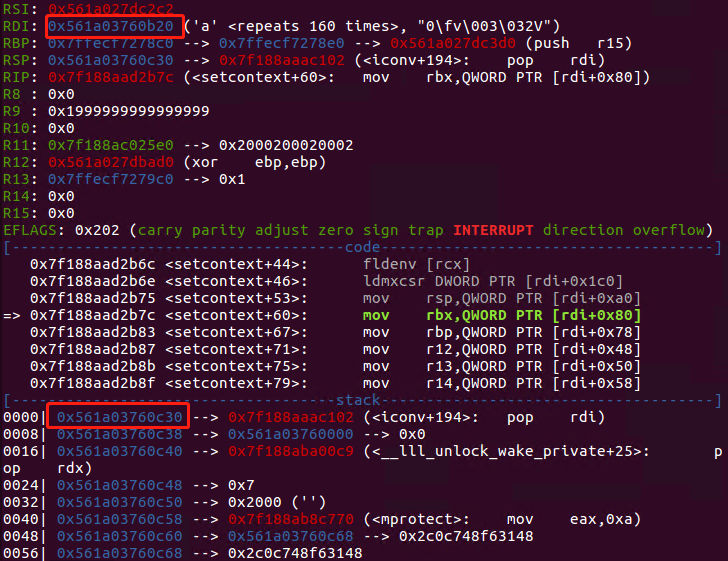 RSI: 0x561a027dc2c2
RDI: 0x561a03760b20 ('a' <repeats 160 times>, "0\fv\003\032V")
RBP: 0x7ffecf7278c0 --> 0x7ffecf7278e0 --> 0x561a027dc3d0 (push   r15)
RSP: 0x561a03760c30 --> 0x7f188aaac102 (<iconv+194>:    pop    rdi)
RIP: 0x7f188aad2b7c (<setcontext+60>:   mov    rbx,QWORD PTR [rdi+0x80])
R8 : 0x0
R9 : 0x1999999999999999
R10: 0x0
R11: 0x7f188ac025e0 --> 0x2000200020002
R12: 0x561a027dbad0 (xor    ebp,ebp)
R13: 0x7ffecf7279c0 --> 0x1
R14: 0x0
R15: 0x0
EFLAGS: 0x202 (carry parity adjust zero sign trap INTERRUPT direction overflow)
[-------------------------------------code-------------------------------------]
   0x7f188aad2b6c <setcontext+44>:      fldenv [rcx]
   0x7f188aad2b6e <setcontext+46>:      ldmxcsr DWORD PTR [rdi+0x1c0]
   0x7f188aad2b75 <setcontext+53>:      mov    rsp,QWORD PTR [rdi+0xa0]
=> 0x7f188aad2b7c <setcontext+60>:      mov    rbx,QWORD PTR [rdi+0x80]
   0x7f188aad2b83 <setcontext+67>:      mov    rbp,QWORD PTR [rdi+0x78]
   0x7f188aad2b87 <setcontext+71>:      mov    r12,QWORD PTR [rdi+0x48]
   0x7f188aad2b8b <setcontext+75>:      mov    r13,QWORD PTR [rdi+0x50]
   0x7f188aad2b8f <setcontext+79>:      mov    r14,QWORD PTR [rdi+0x58]
[------------------------------------stack-------------------------------------]
0000| 0x561a03760c30 --> 0x7f188aaac102 (<iconv+194>:   pop    rdi)
0008| 0x561a03760c38 --> 0x561a03760000 --> 0x0
0016| 0x561a03760c40 --> 0x7f188aba00c9 (<__lll_unlock_wake_private+25>:        p
op     rdx)
0024| 0x561a03760c48 --> 0x7
0032| 0x561a03760c50 --> 0x2000 ('')
0040| 0x561a03760c58 --> 0x7f188ab8c770 (<mprotect>:    mov    eax,0xa)
0048| 0x561a03760c60 --> 0x561a03760c68 --> 0x2c0c748f63148
0056| 0x561a03760c68 --> 0x2c0c748f63148